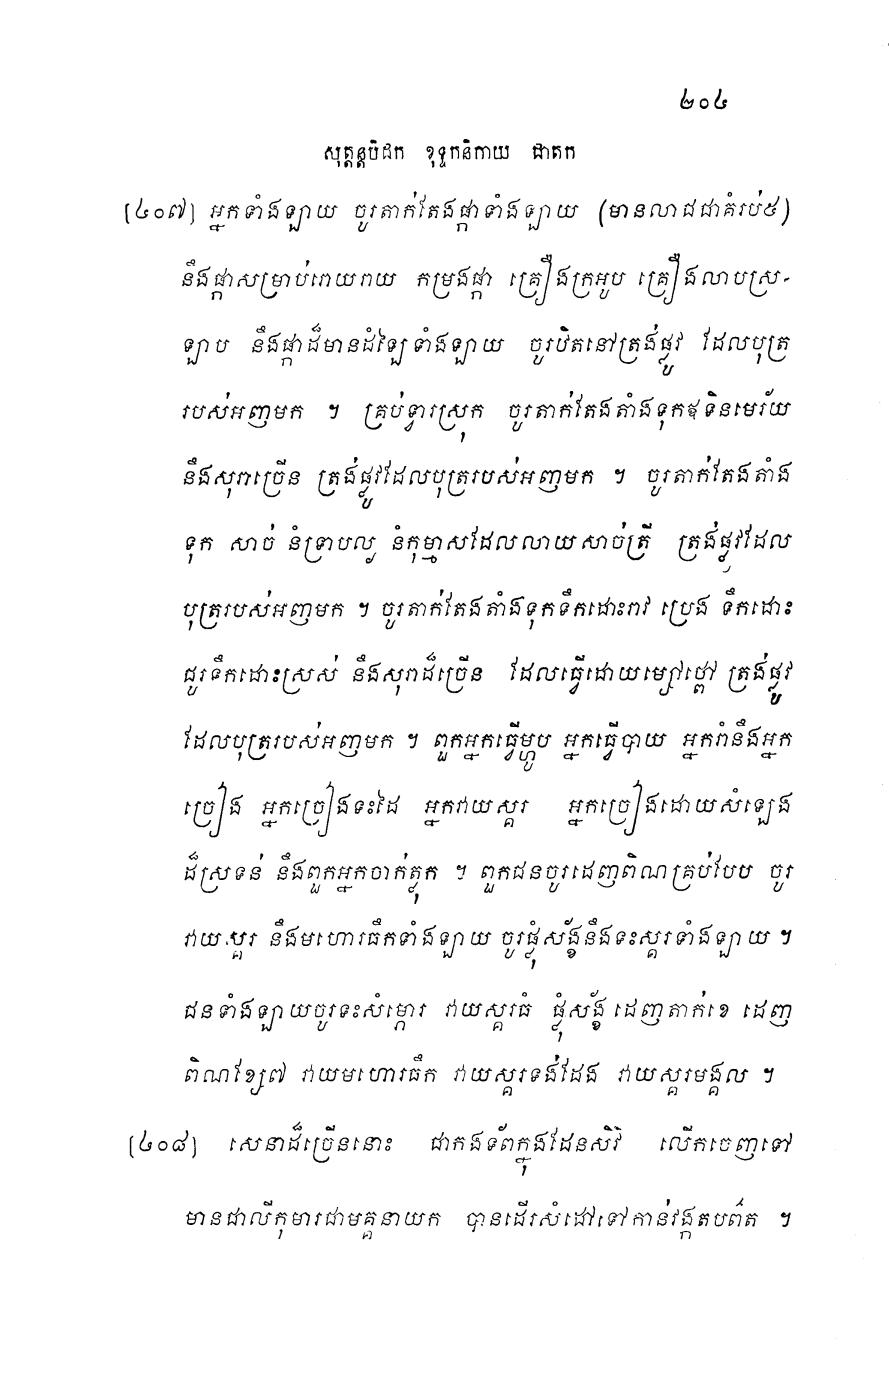 ២០៤
សុត្តន្តបិដក ខុទ្ទកនិកាយ ជាតក
[៤០៧] អ្នកទាំងឡាយ ចូរតាក់តែងផ្កាទាំងឡាយ (មានលាជជាគំរប់៥)
នឹងផ្កាសម្រាប់រោយរាយ កម្រងផ្កា គ្រឿងក្រអូប គ្រឿងលាបស្រ-
ឡាប នឹងផ្កាដ៏មានដំឡៃទាំងឡាយ ចូរឋិតនៅត្រង់ផ្លូវ ដែលបុត្រ
របស់អញមក ។ គ្រប់ទ្វារស្រុក ចូរតាក់តែងតាំងទុកឪទិនមេរ័យ
នឹងសុរាច្រើន ត្រង់ផ្លូវដែលបុត្ររបស់អញមក ។ ចូរតាក់តែងតាំង
ទុក សាច់ នំទ្រាបល្ង នំកុម្មាសដែលលាយសាច់ត្រី ត្រង់ផ្លូវដែល
បុត្ររបស់អញមក ។ ចូរតាក់តែងតាំងទុកទឹកដោះរាវ ប្រេង ទឹកដោះ
ជូរទឹកដោះស្រស់ នឹងសុរាដ៏ច្រើន ដែលធ្វើដោយម្សៅថ្ពៅ ត្រង់ផ្លូវ
ដែលបុត្ររបស់អញមក ។ ពួកអ្នកធ្វើម្ហូប អ្នកធ្វើបាយ អ្នករាំនឹងអ្នក
ច្រៀង អ្នកច្រៀងទះដៃ អ្នកវាយស្គរ អ្នកច្រៀងដោយសំឡេង
ដ៏ស្រទន់ នឹងពួកអ្នកចាក់ត្លុក ។ ពួកជនចូរដេញពិណគ្រប់បែប ចូរ
វាយស្គរ នឹងមហោរធឹកទាំងឡាយ ចូរផ្លុំស័ង្ខនឹងទះស្គរទាំងឡាយ ។
ជនទាំងឡាយចូរទះសំម្ភោរ វាយស្គរធំ ផ្លុំស័ង្ខ ដេញតាក់ខេ ដេញ
ពិណខ្សែ៧ វាយមហោរធឹក វាយស្គរទង់ដែង វាយស្គរមង្គល ។
[៤០៨] សេនាដ៏ច្រើននោះ ជាកងទ័ពក្នុងដែនសិវិ លើកចេញទៅ
មានជាលីកុមារជាមគ្គនាយក បានដើរសំដៅទៅកាន់វង្កតបព៌ត ។